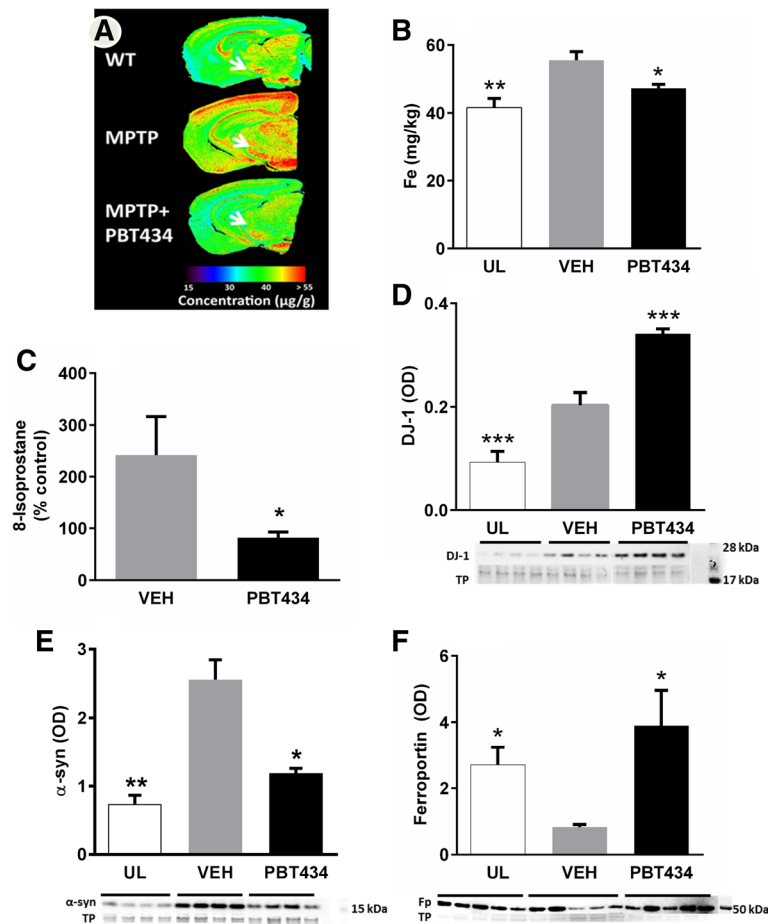 A
WT
MPTP
MPTP+
PBT434
15 30 40 > 55
Concentration (µg/g)
B
Fe (mg/kg)
60
40
20
0
**
*
UL VEH PBT434
C
8-Isoprostane
(% control)
400
300
200
100
0
*
VEH PBT434
D
DJ-1 (OD)
0.4
0.2
0.0
***
***
UL VEH PBT434
DJ-1
TP
28 kDa
17 kDa
E
α-syn (OD)
3
2
1
0
**
*
UL VEH PBT434
α-syn
TP
15 kDa
F
Ferroportin (OD)
6
4
2
0
*
*
UL VEH PBT434
Fp
TP
50 kDa